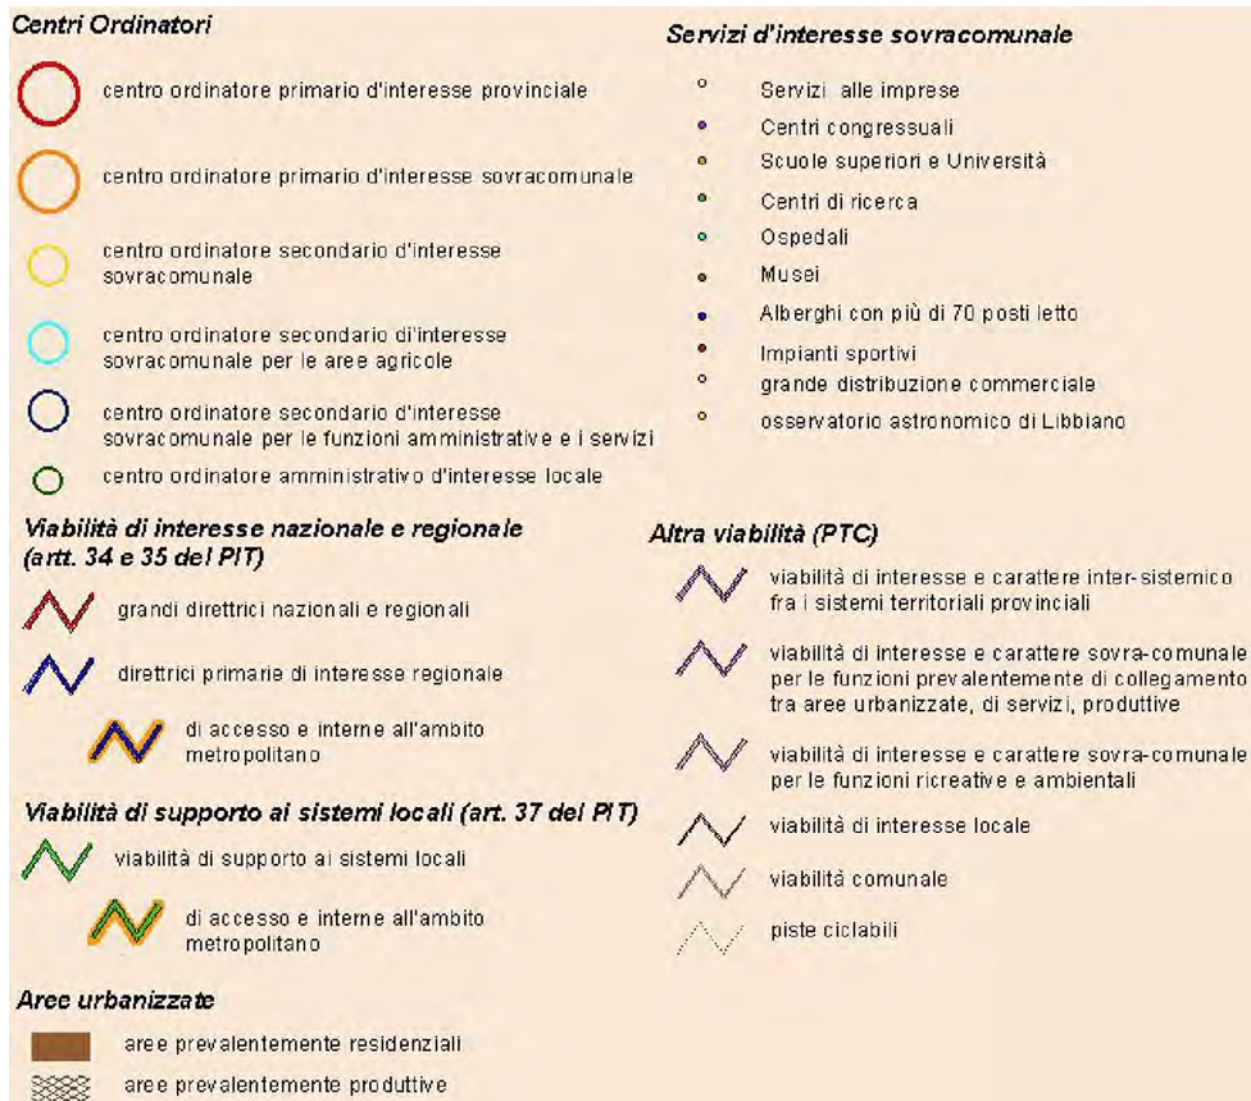 Centri Ordinatori
centro ordinatore primario d'interesse provinciale
centro ordinatore primario d'interesse sovracomunale
centro ordinatore secondario d'interesse
sovracomunale
centro ordinatore secondario di'interesse
sovracomunale per le aree agricole
centro ordinatore secondario d'interesse
sovracomunale per le funzioni amministrative e i servizi
centro ordinatore amministrativo d'interesse locale
Servizi d'interesse sovracomunale
Servizi alle imprese
Centri congressuali
Scuole superiori e Università
Centri di ricerca
Ospedali
Musei
Alberghi con più di 70 posti letto
Impianti sportivi
grande distribuzione commerciale
osservatorio astronomico di Libbiano
Viabilità di interesse nazionale e regionale
(artt. 34 e 35 del PIT)
grandi direttrici nazionali e regionali
direttrici primarie di interesse regionale
di accesso e interne all'ambito
metropolitano
Viabilità di supporto ai sistemi locali (art. 37 del PIT)
viabilità di supporto ai sistemi locali
di accesso e interne all'ambito
metropolitano
Altra viabilità (PTC)
viabilità di interesse e carattere inter-sistemico
fra i sistemi territoriali provinciali
viabilità di interesse e carattere sovra-comunale
per le funzioni prevalentemente di collegamento
tra aree urbanizzate, di servizi, produttive
viabilità di interesse e carattere sovra-comunale
per le funzioni ricreative e ambientali
viabilità di interesse locale
viabilità comunale
piste ciclabili
Aree urbanizzate
aree prevalentemente residenziali
aree prevalentemente produttive